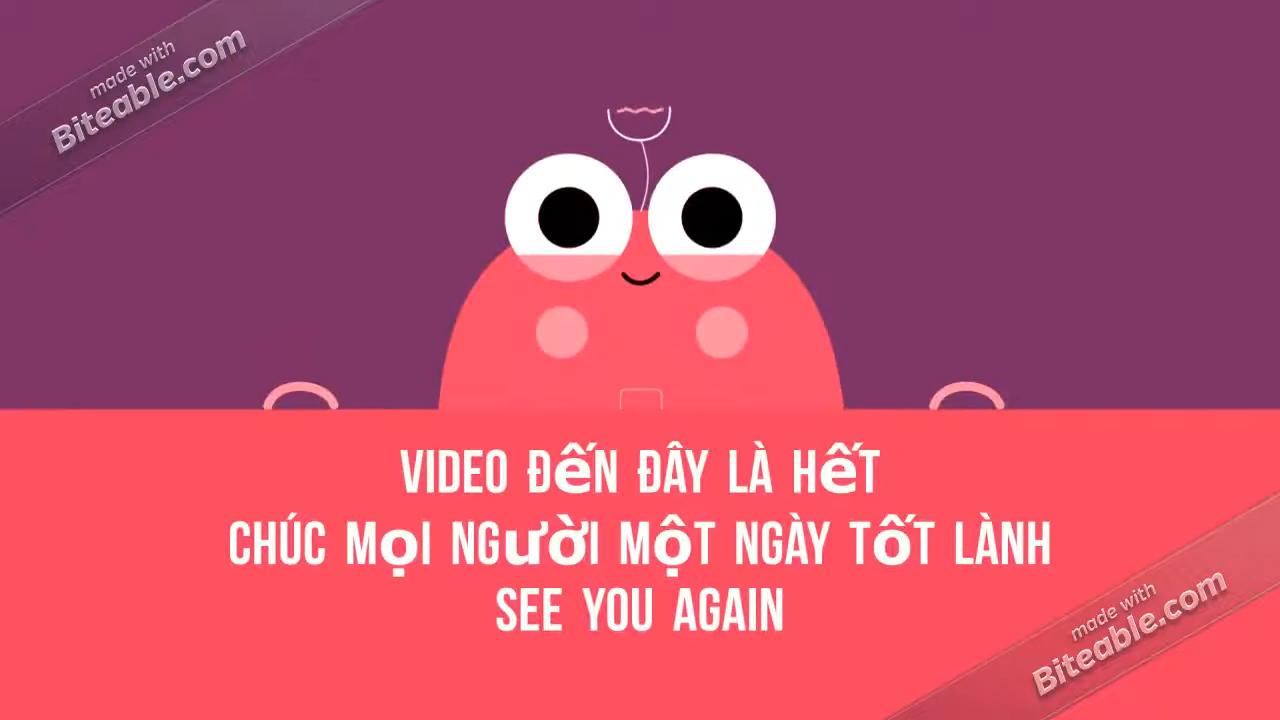 made with
Biteable.com
VIDEO ĐẾN ĐÂY LÀ HẾT
CHÚC MỌI NGƯỜI MỘT NGÀY TỐT LÀNH
SEE YOU AGAIN
made with
Biteable.com